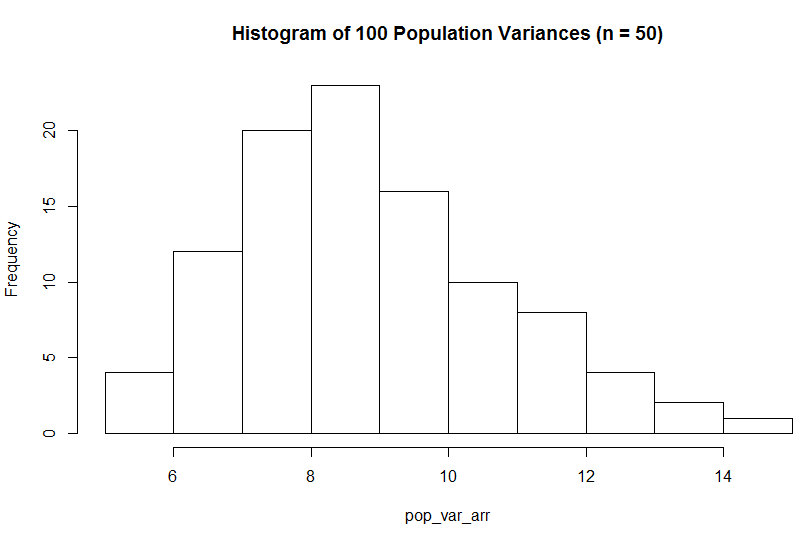 Histogram of 100 Population Variances (n = 50)
Frequency
20
15
10
5
0
6 8 10 12 14
pop_var_arr